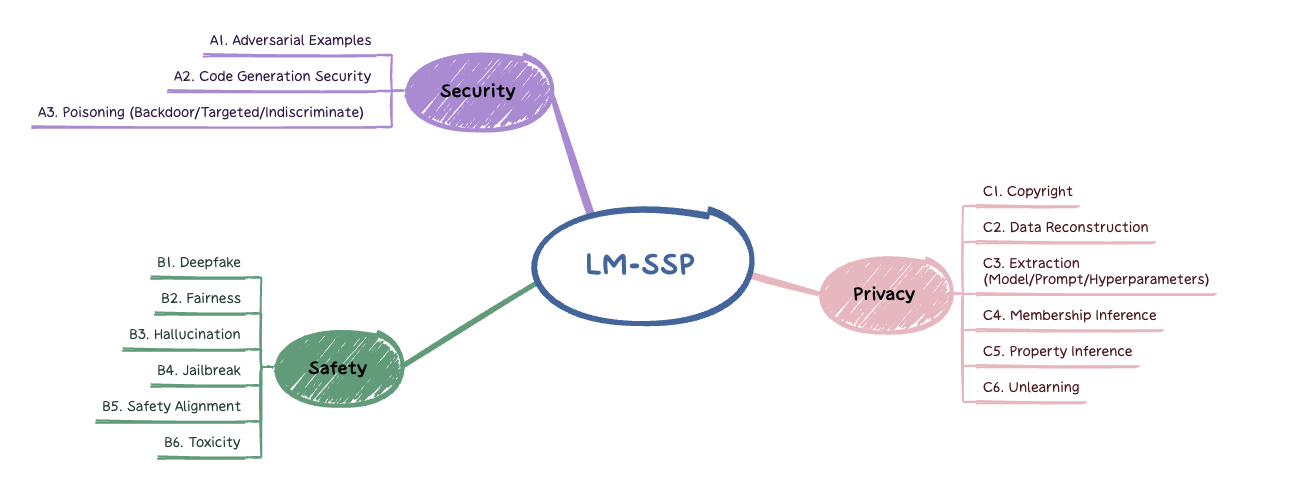 A1. Adversarial Examples
A2. Code Generation Security
A3. Poisoning (Backdoor/Targeted/Indiscriminate)
Security
LM-SSP
B1. Deepfake
B2. Fairness
B3. Hallucination
B4. Jailbreak
B5. Safety Alignment
B6. Toxicity
Safety
Privacy
C1. Copyright
C2. Data Reconstruction
C3. Extraction
(Model/Prompt/Hyperparameters)
C4. Membership Inference
C5. Property Inference
C6. Unlearning